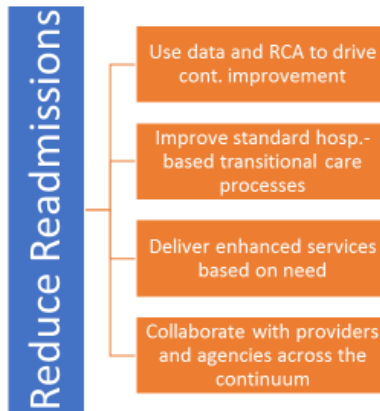 Reduce Readmissions
Use data and RCA to drive
cont. improvement
Improve standard hosp.-
based transitional care
processes
Deliver enhanced services
based on need
Collaborate with providers
and agencies across the
continuum